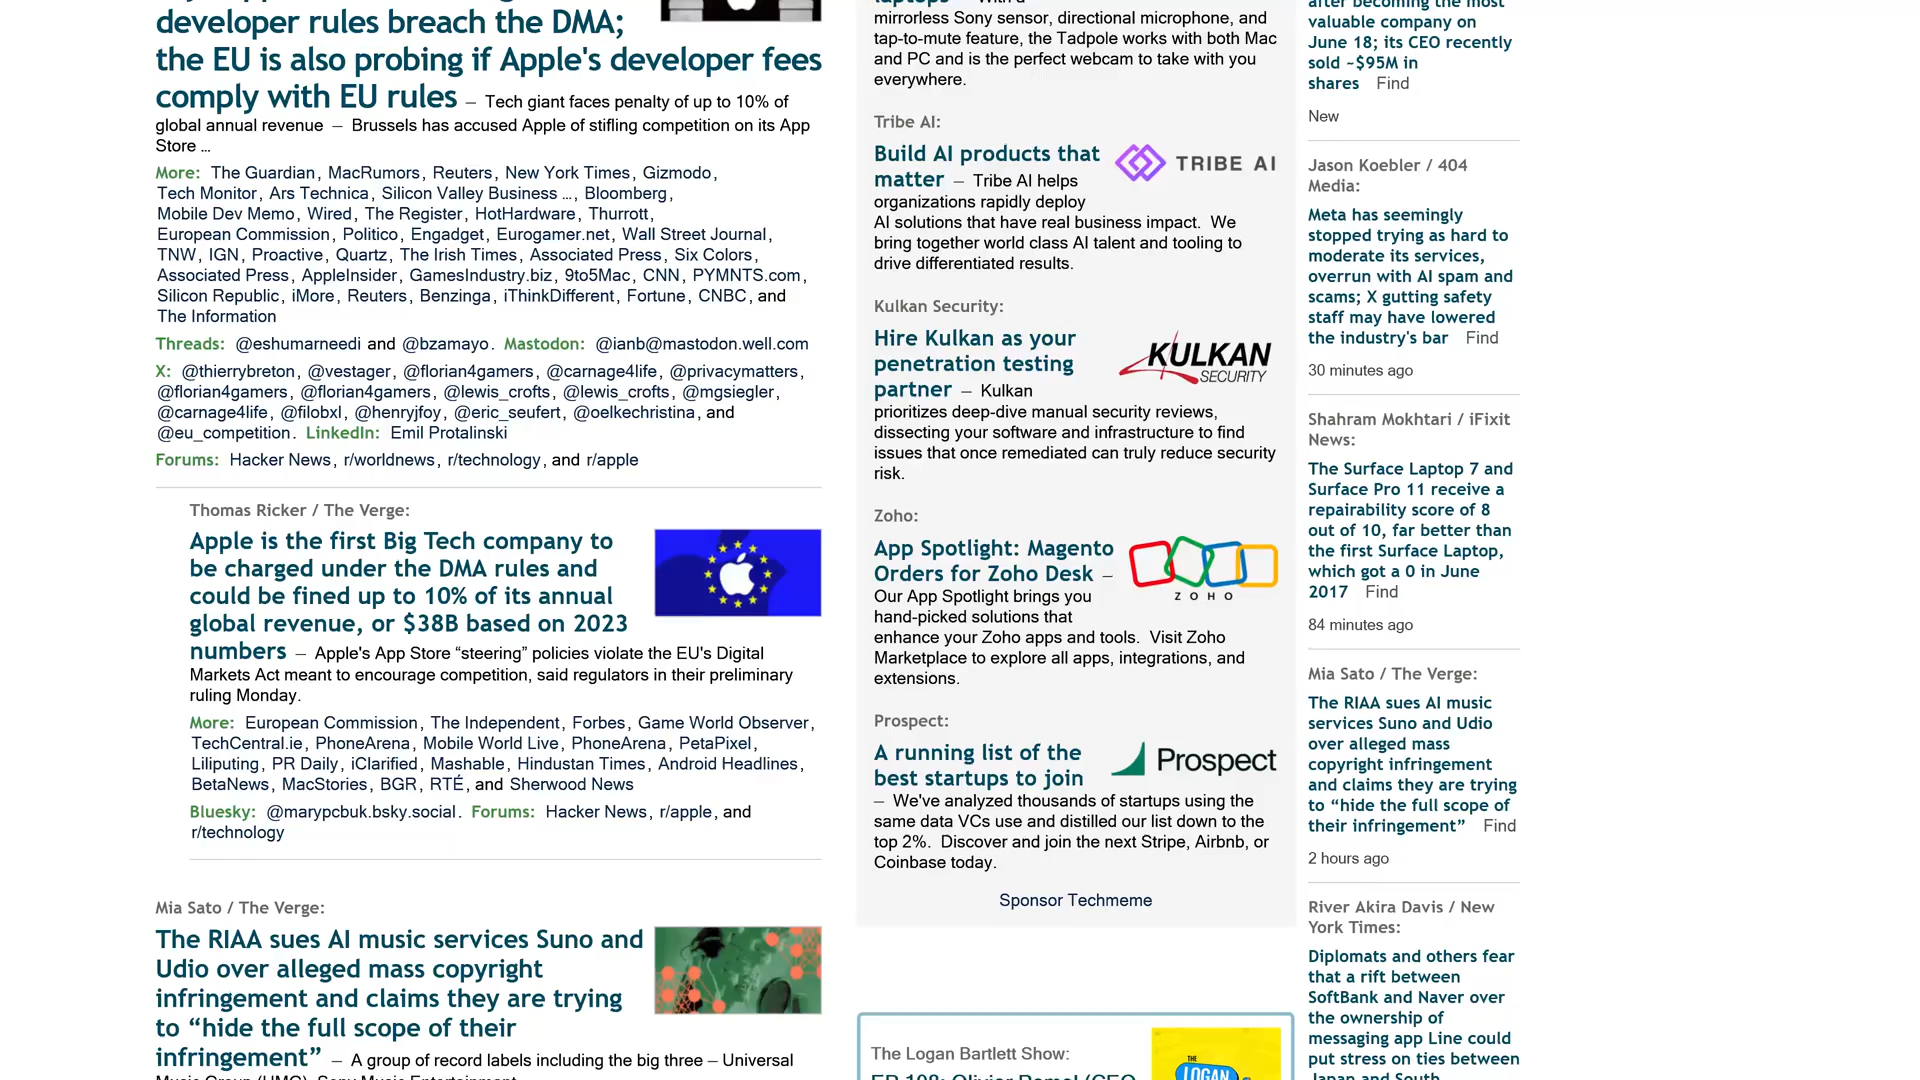 developer rules breach the DMA;
the EU is also probing if Apple's developer fees
comply with EU rules — Tech giant faces penalty of up to 10% of
global annual revenue — Brussels has accused Apple of stifling competition on its App
Store ...
More: The Guardian, MacRumors, Reuters, New York Times, Gizmodo,
Tech Monitor, Ars Technica, Silicon Valley Business ..., Bloomberg,
Mobile Dev Memo, Wired, The Register, HotHardware, Thurrott,
European Commission, Politico, Engadget, Eurogamer.net, Wall Street Journal,
TNW, IGN, Proactive, Quartz, The Irish Times, Associated Press, Six Colors,
Associated Press, AppleInsider, GamesIndustry.biz, 9to5Mac, CNN, PYMNTS.com,
Silicon Republic, iMore, Reuters, Benzinga, iThinkDifferent, Fortune, CNBC, and
The Information
Threads: @eshumarneedi and @bzamayo. Mastodon: @ianb@mastodon.well.com
X: @thierrybreton, @vestager, @florian4gamers, @carnage4life, @privacymatters,
@florian4gamers, @florian4gamers, @lewis_crofts, @lewis_crofts, @mgsiegler,
@carnage4life, @filobxl, @henryjfoy, @eric_seufert, @oelkechristina, and
@eu_competition. LinkedIn: Emil Protalinski
Forums: Hacker News, r/worldnews, r/technology, and r/apple
Thomas Ricker / The Verge:
Apple is the first Big Tech company to
be charged under the DMA rules and
could be fined up to 10% of its annual
global revenue, or $38B based on 2023
numbers — Apple's App Store “steering” policies violate the EU's Digital
Markets Act meant to encourage competition, said regulators in their preliminary
ruling Monday.
More: European Commission, The Independent, Forbes, Game World Observer,
TechCentral.ie, PhoneArena, Mobile World Live, PhoneArena, PetaPixel,
Liliputing, PR Daily, iClarified, Mashable, Hindustan Times, Android Headlines,
BetaNews, MacStories, BGR, RTÉ, and Sherwood News
Bluesky: @marypcbuk.bsky.social. Forums: Hacker News, r/apple, and
r/technology
Mia Sato / The Verge:
The RIAA sues AI music services Suno and
Udio over alleged mass copyright
infringement and claims they are trying
to “hide the full scope of their
infringement” — A group of record labels including the big three – Universal
mirrorless Sony sensor, directional microphone, and
tap-to-mute feature, the Tadpole works with both Mac
and PC and is the perfect webcam to take with you
everywhere.
Tribe AI:
Build AI products that
matter — Tribe AI helps
organizations rapidly deploy
AI solutions that have real business impact. We
bring together world class AI talent and tooling to
drive differentiated results.
TRIBE AI
Kulkan Security:
Hire Kulkan as your
penetration testing
partner — Kulkan
prioritizes deep-dive manual security reviews,
dissecting your software and infrastructure to find
issues that once remediated can truly reduce security
risk.
KULKAN
SECURITY
Zoho:
App Spotlight: Magento
Orders for Zoho Desk —
Our App Spotlight brings you
hand-picked solutions that
enhance your Zoho apps and tools. Visit Zoho
Marketplace to explore all apps, integrations, and
extensions.
ZOHO
Prospect:
A running list of the
best startups to join
— We've analyzed thousands of startups using the
same data VCs use and distilled our list down to the
top 2%. Discover and join the next Stripe, Airbnb, or
Coinbase today.
Prospect
Sponsor Techmeme
The Logan Bartlett Show:
THE
LOGAN
after becoming the most
valuable company on
June 18; its CEO recently
sold ~$95M in
shares Find
New
Jason Koebler / 404
Media:
Meta has seemingly
stopped trying as hard to
moderate its services,
overrun with AI spam and
scams; X gutting safety
staff may have lowered
the industry's bar Find
30 minutes ago
Shahram Mokhtari / iFixit
News:
The Surface Laptop 7 and
Surface Pro 11 receive a
repairability score of 8
out of 10, far better than
the first Surface Laptop,
which got a 0 in June
2017 Find
84 minutes ago
Mia Sato / The Verge:
The RIAA sues AI music
services Suno and Udio
over alleged mass
copyright infringement
and claims they are trying
to “hide the full scope of
their infringement” Find
2 hours ago
River Akira Davis / New
York Times:
Diplomats and others fear
that a rift between
SoftBank and Naver over
the ownership of
messaging app Line could
put stress on ties between
Japan and South